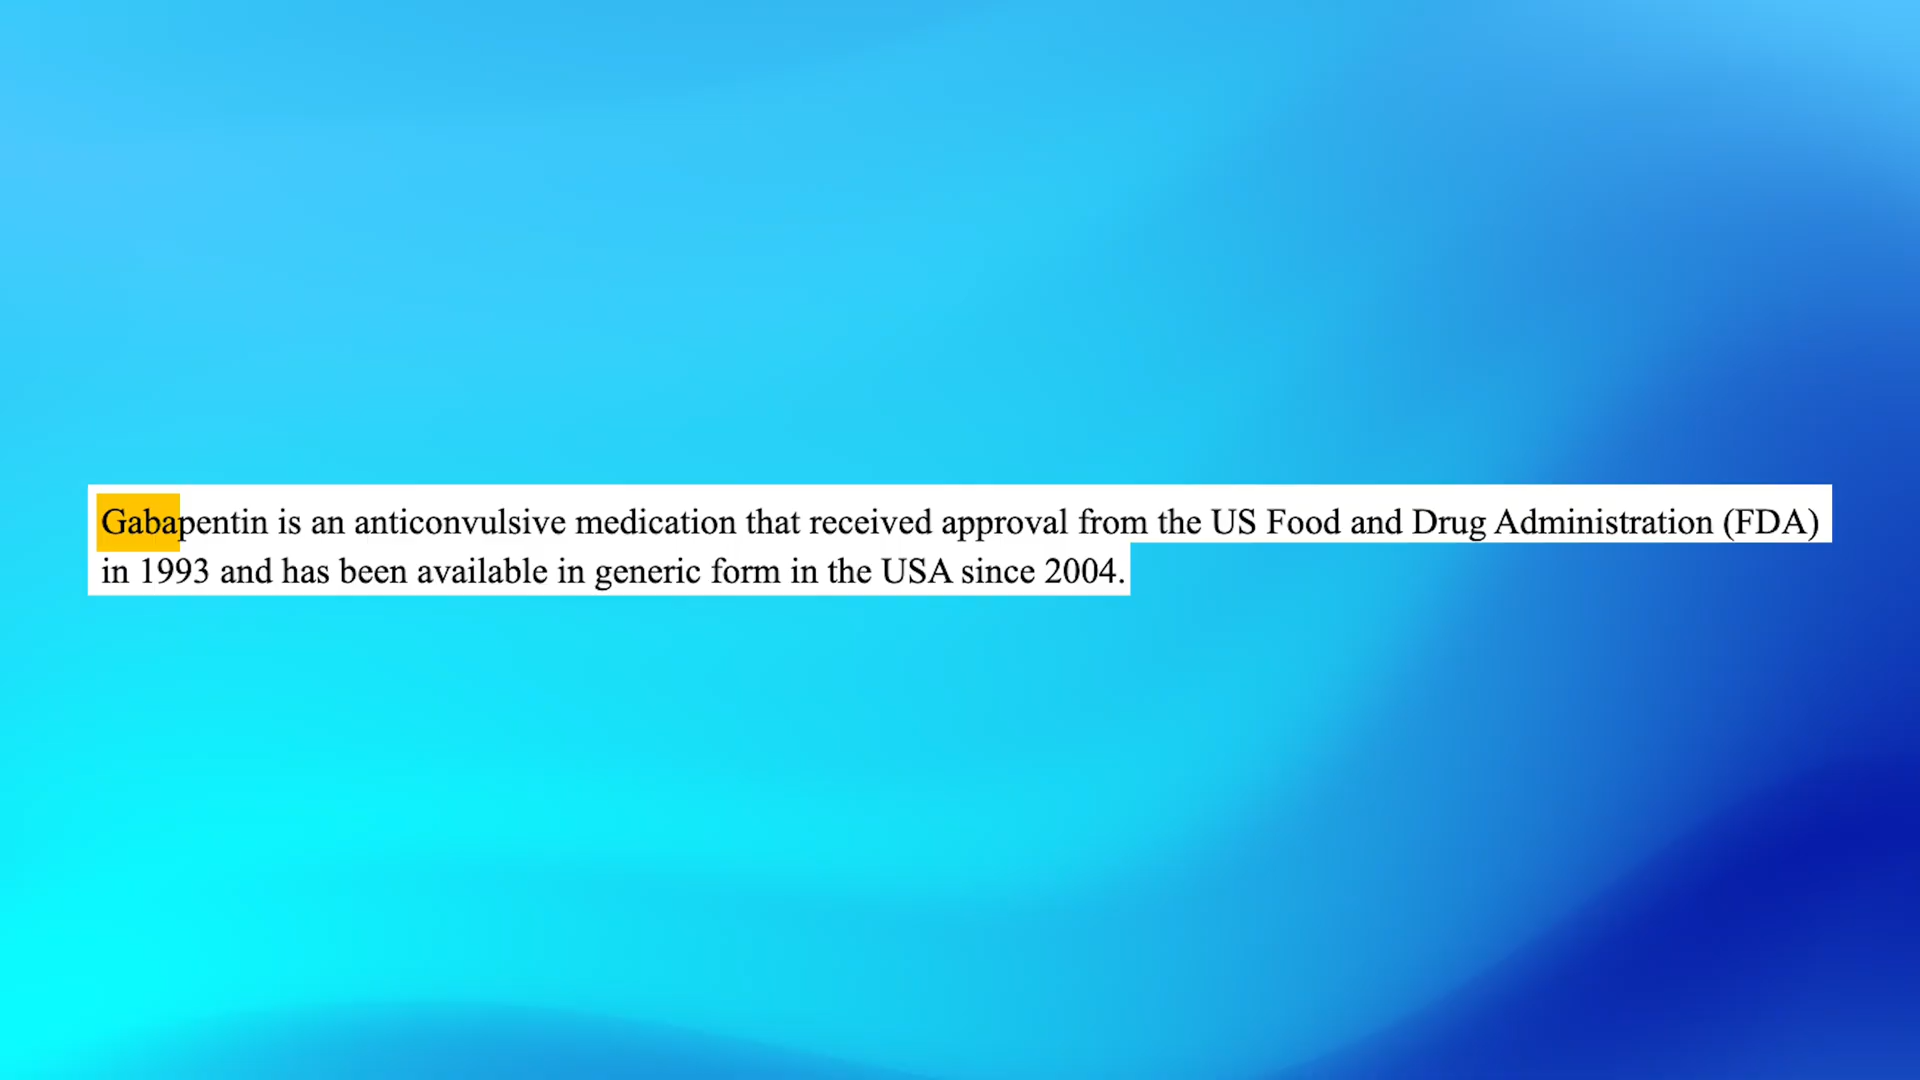 Gabapentin is an anticonvulsive medication that received approval from the US Food and Drug Administration (FDA)
in 1993 and has been available in generic form in the USA since 2004.